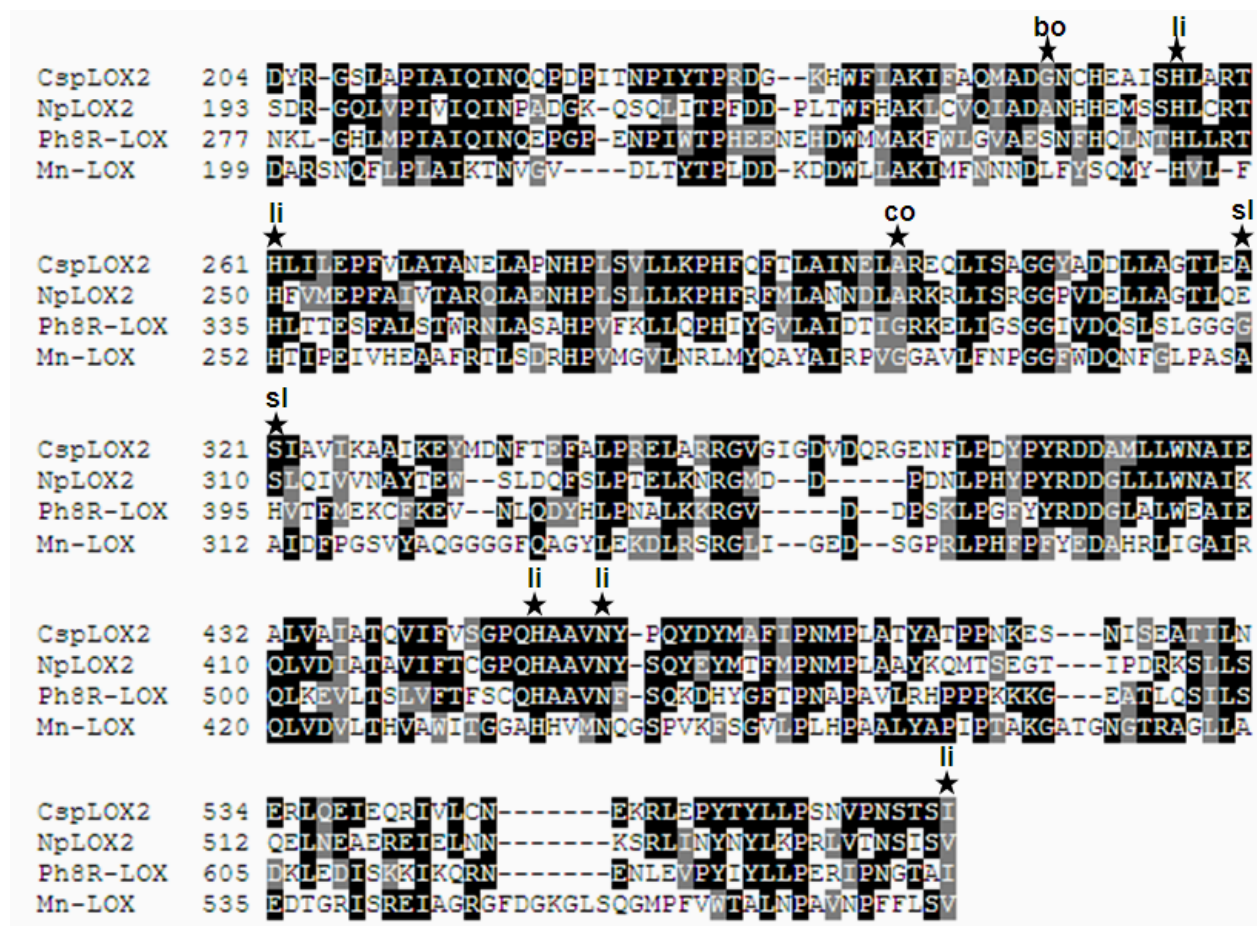 bo li
CspLOX2 204 DYR-GSLAPIAIQINQQPDPITNPIYTPRDG--KHWFIAKIFAQMADGNCHEAISHLART
NpLOX2 193 SDR-GQLVPIVIQINPADGK-QSQLITPFDD-PLTWFHAKLCVQIADANHHEMSSHLCRT
Ph8R-LOX 277 NKL-GHLMPIAIQINQEPGP-ENPIWTPHEENEHDWMMAKFWLGVAESNFHQLNTHLLRT
Mn-LOX 199 DARSNQFLPLAIKTNVGV----DLTYTPLDD-KDDWLLAKIMFNNNDLFYSQMY-HVL-F
li co sl
CspLOX2 261 HLILEPFVLATANELAPNHPLSVLLKPHFQFTLAINELAREQLISAGGYADDLLAGTLEA
NpLOX2 250 HFVMEPFAIVTARQLAENHPLSLLLKPHFRFMLANNDLARKRLISRGGPVDELLAGTLQE
Ph8R-LOX 335 HLTTESFALSTWRNLASAHPVFKLLQPHIYGVLAIDTIGRKELIGSGGIVDQSLSLGGGG
Mn-LOX 252 HTIPEIVHEAAFRTLSDRHPVMGVLNRLMYQAYAIRPVGGAVLFNPGGFWDQNFGLPASA
sl
CspLOX2 321 SIAVIKAAIKEYMDNFTEFALPRELARRGVGIGDVDQRGENFLPDYPYRDDAMLLWNAIE
NpLOX2 310 SLQIVVNAYTEW--SLDQFSLPTELKNRGMD--D-----PDNLPHYPYRDDGLLLWNAIK
Ph8R-LOX 395 HVTFMEKCFKEV--NLQDYHLPNALKKRGV-----D--DPSKLPGFYYRDDGLALWEAIE
Mn-LOX 312 AIDFPGSVYAQGGGGFQAGYLEKDLRSRGLI--GED--SGPRLPHFPFYEDAHRLIGAIR
li li
CspLOX2 432 ALVAIATQVIFVSGPQHAAVNY-PQYDYMAFIPNMPLATYATPPNKES---NISEATILN
NpLOX2 410 QLVDIATAVIFTCGPQHAAVNY-SQYEYMTFMPNMPLAAYKQMTSEGT---IPDRKSLLS
Ph8R-LOX 500 QLKEVLTSLVFTFSCQHAAVNF-SQKDHYGFTPNAPAVLRHPPPKKKG---EATLQSILS
Mn-LOX 420 QLVDVLTHVAWITGGAHHVMNQGSPVKFSGVLPLHPAALYAPIPTAKGATGNGTRAGLLA
li
CspLOX2 534 ERLQEIEQRIVLCN-------EKRLEPYTYLLPSNVPNSTSI
NpLOX2 512 QELNEAEREIELNN-------KSRLINYNYLKPRLVTNSISV
Ph8R-LOX 605 DKLEDISKKIKQRN-------ENLEVPYIYLLPERIPNGTAI
Mn-LOX 535 EDTGRISREIAGRGFDGKGLSQGMPFVWTALNPAVNPFFLSV